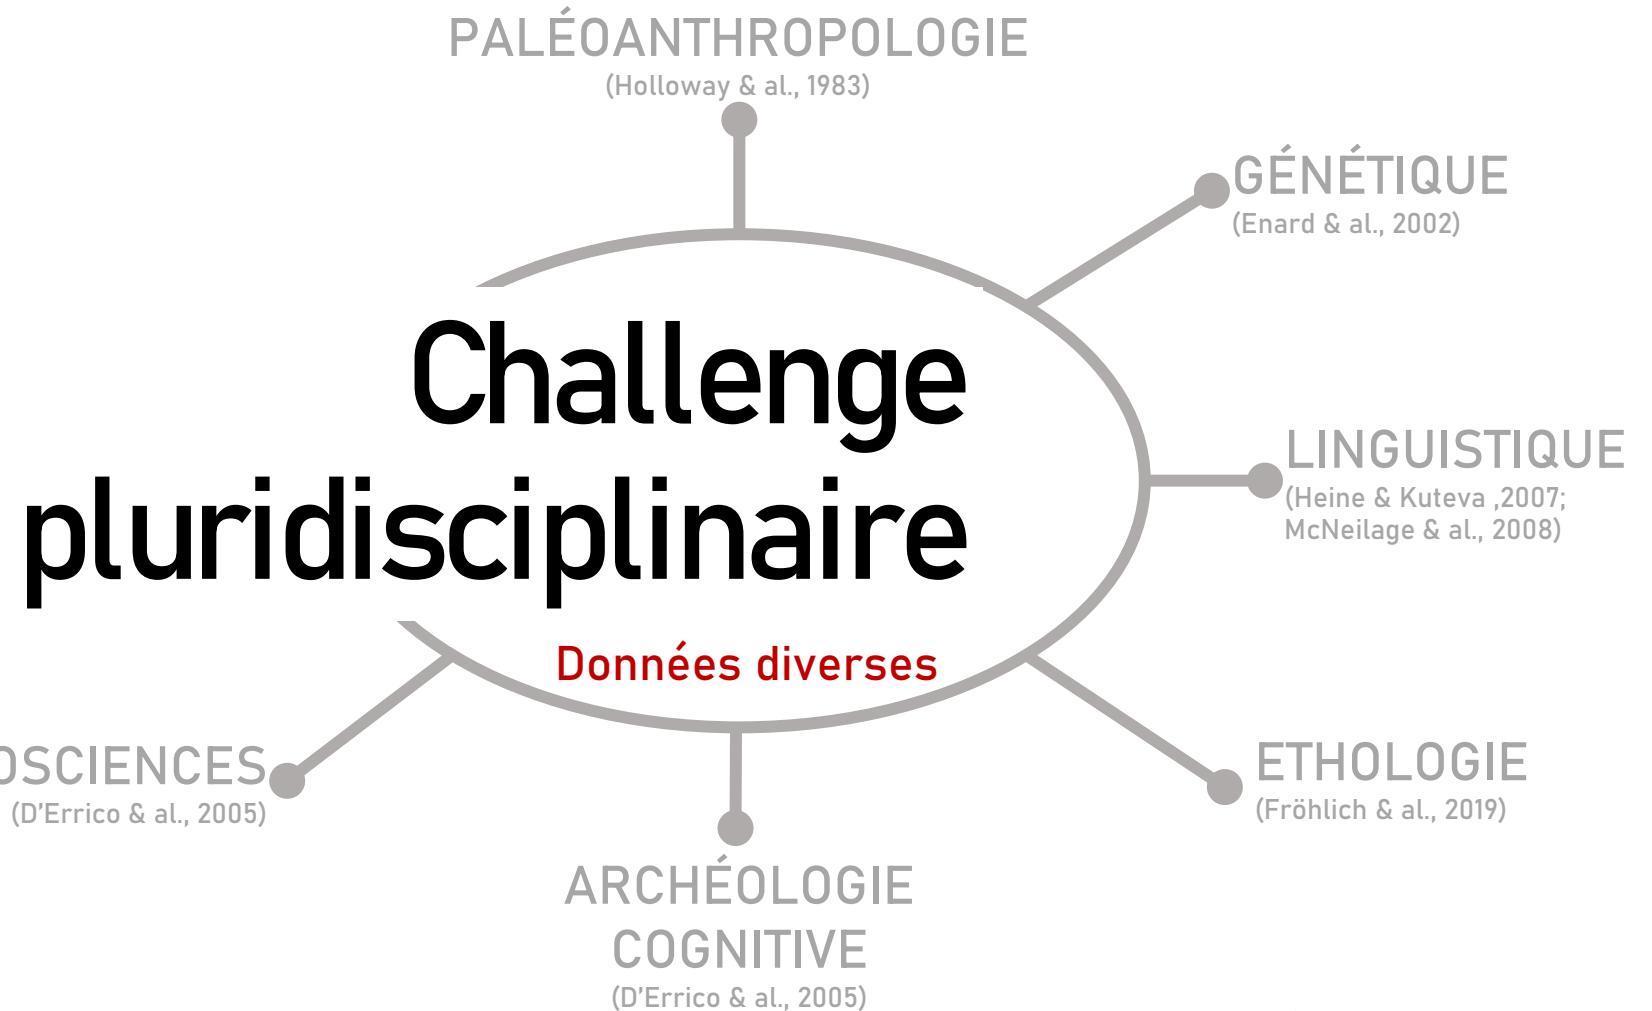 PALÉOANTHROPOLOGIE
(Holloway & al., 1983)
GÉNÉTIQUE
(Enard & al., 2002)
Challenge
pluridisciplinaire
LINGUISTIQUE
(Heine & Kuteva ,2007;
McNeilage & al., 2008)
Données diverses
OSCIENCES
(D'Errico & al., 2005)
ETHOLOGIE
(Fröhlich & al., 2019)
ARCHÉOLOGIE
COGNITIVE
(D'Errico & al., 2005)